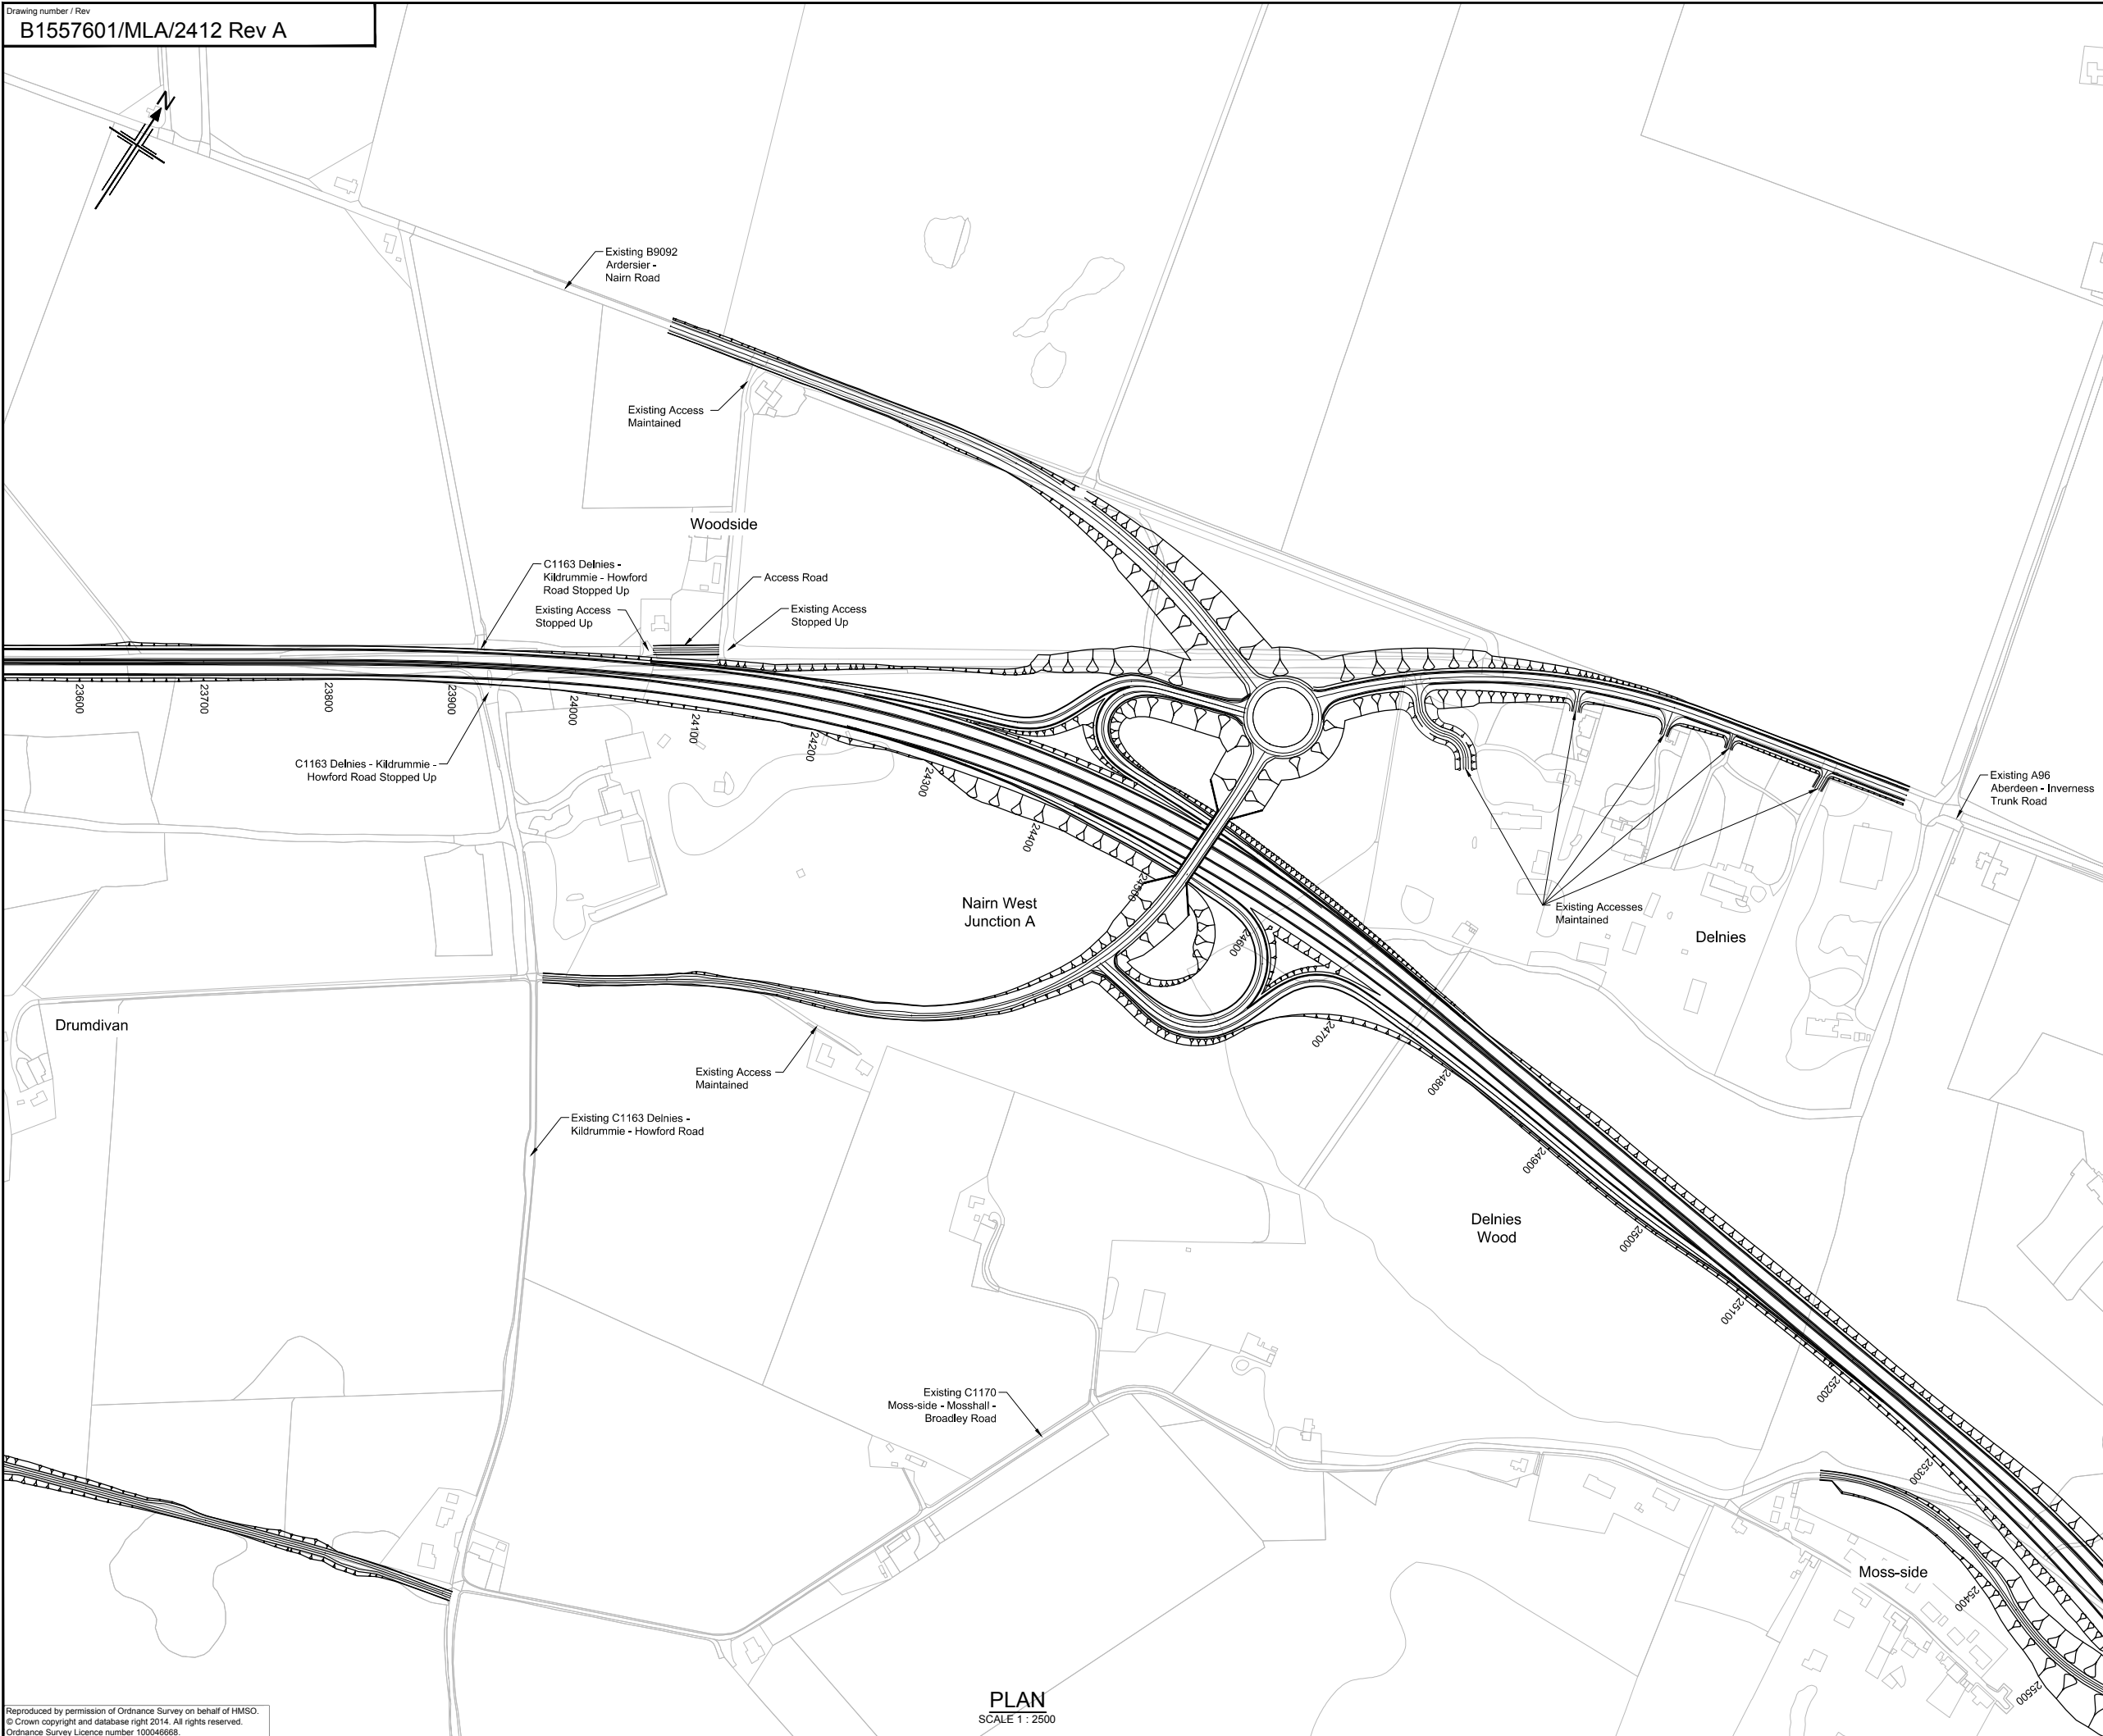 Drawing number / Rev
B1557601/MLA/2412 Rev A
N
Existing B9092
Ardersier -
Nairn Road
Existing Access
Maintained
Woodside
C1163 Delnies -
Kildrummie - Howford
Road Stopped Up
Access Road
Existing Access
Stopped Up
Existing Access
Stopped Up
23600
23700
23800
23900
24000
24100
24200
24300
24400
24500
24600
24700
24800
24900
25000
25100
25200
25300
25400
25500
C1163 Delnies - Kildrummie -
Howford Road Stopped Up
Existing A96
Aberdeen - Inverness
Trunk Road
Nairn West
Junction A
Existing Accesses
Maintained
Delnies
Drumdivan
Existing Access
Maintained
Existing C1163 Delnies -
Kildrummie - Howford Road
Delnies
Wood
Existing C1170
Moss-side - Mosshall -
Broadley Road
Moss-side
PLAN
SCALE 1 : 2500
Reproduced by permission of Ordnance Survey on behalf of HMSO.
© Crown copyright and database right 2014. All rights reserved.
Ordnance Survey Licence number 100046668.